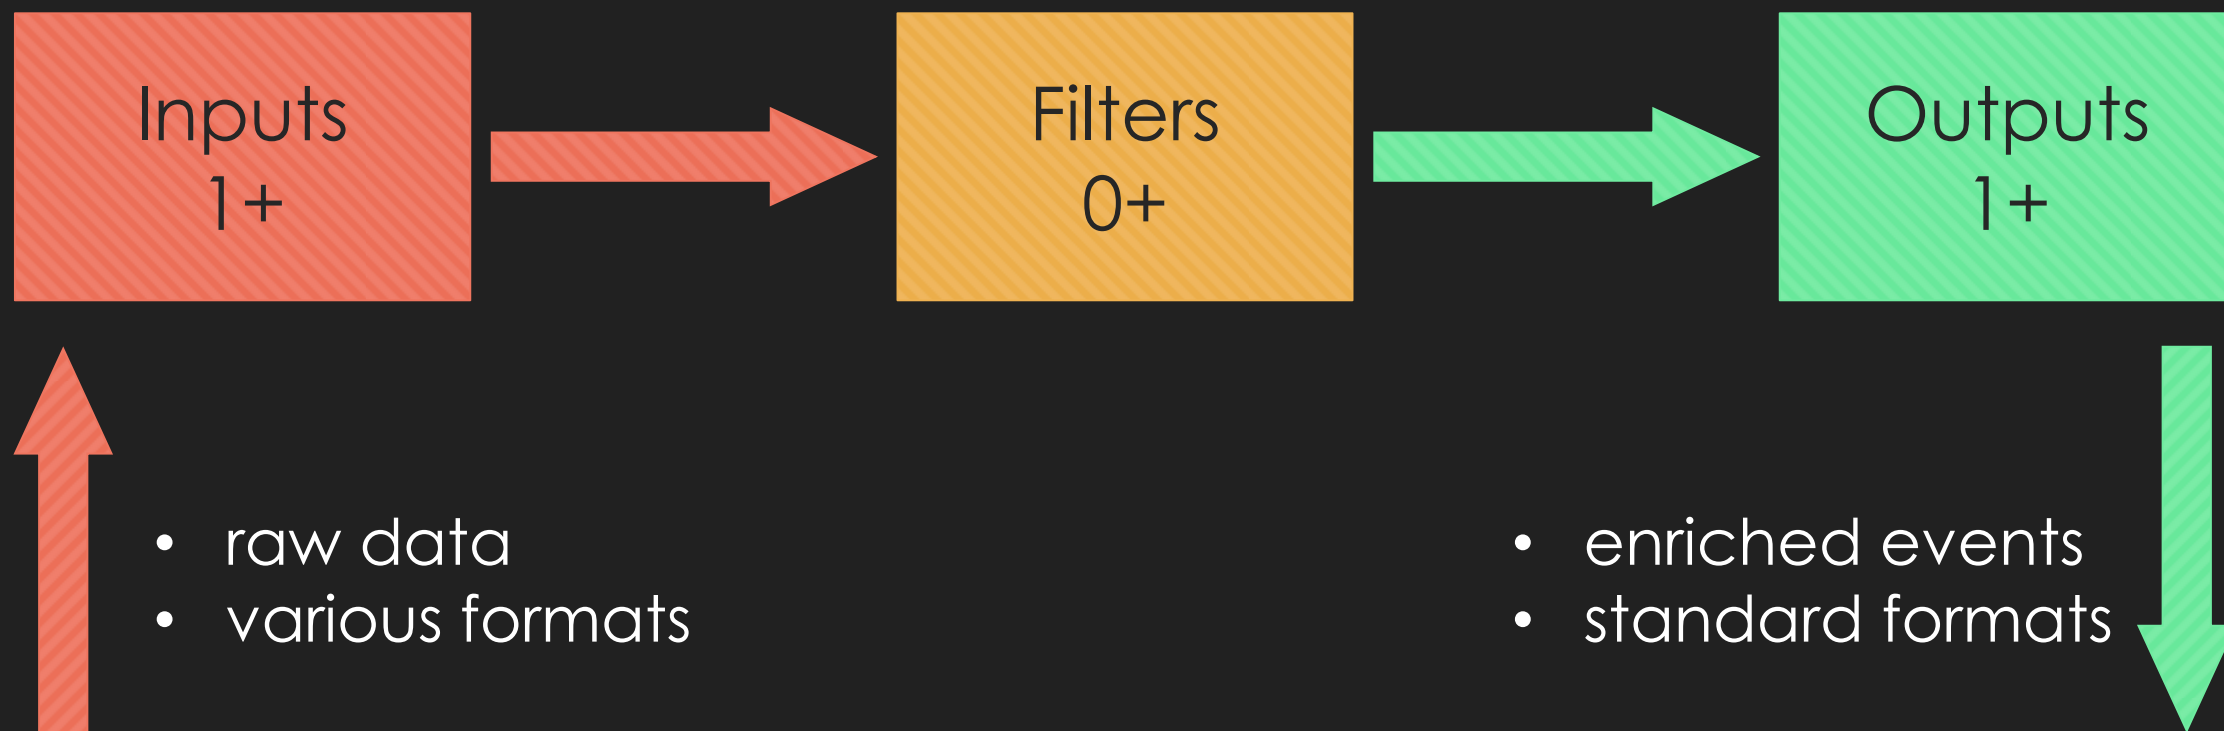 Inputs
1+
Filters
0+
Outputs
1+
• raw data
• various formats
• enriched events
• standard formats